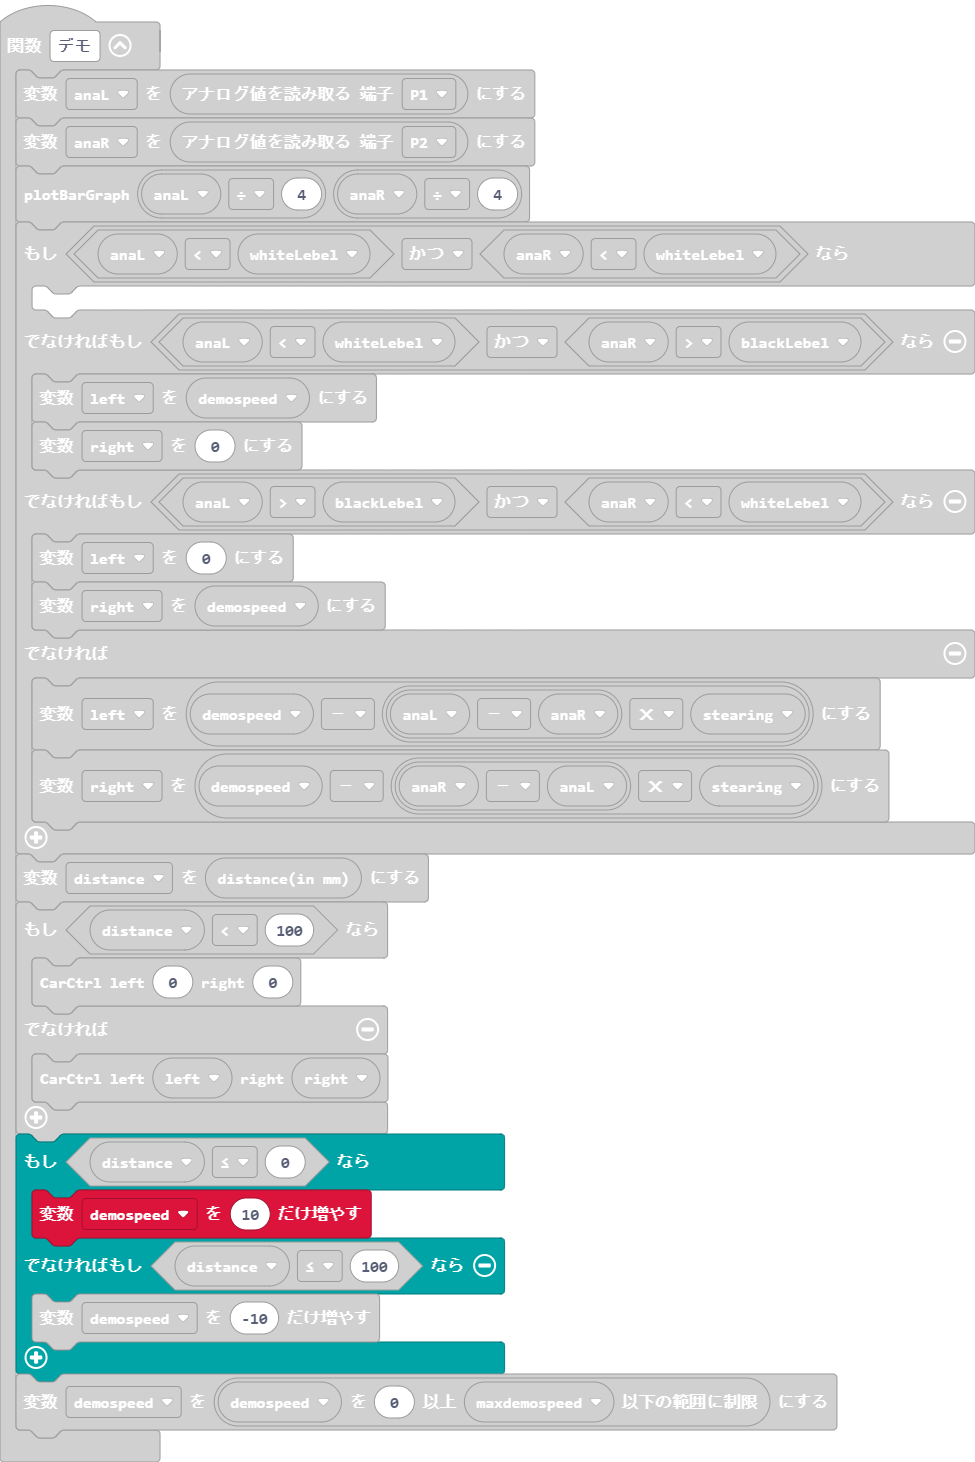 関数 デモ
変数 anaL を アナログ値を読み取る 端子 P1 にする
変数 anaR を アナログ値を読み取る 端子 P2 にする
plotBarGraph anaL ÷ 4 anaR ÷ 4
もし anaL < whiteLebel かつ anaR < whiteLebel なら
でなければもし anaL < whiteLebel かつ anaR > blackLebel なら
変数 left を demospeed にする
変数 right を 0 にする
でなければもし anaL > blackLebel かつ anaR < whiteLebel なら
変数 left を 0 にする
変数 right を demospeed にする
でなければ
変数 left を demospeed - anaL - anaR × stearing にする
変数 right を demospeed - anaR - anaL × stearing にする
変数 distance を distance(in mm) にする
もし distance < 100 なら
CarCtrl left 0 right 0
でなければ
CarCtrl left left right right
もし distance ≤ 0 なら
変数 demospeed を 10 だけ増やす
でなければもし distance ≤ 100 なら
変数 demospeed を -10 だけ増やす
変数 demospeed を demospeed を 0 以上 maxdemospeed 以下の範囲に制限 にする